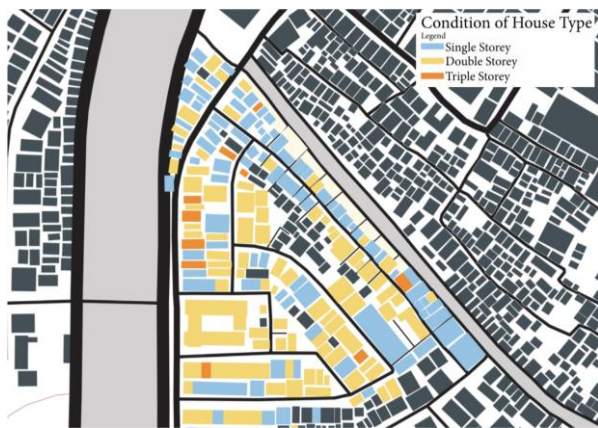 Condition of House Type
Legend
Single Storey
Double Storey
Triple Storey